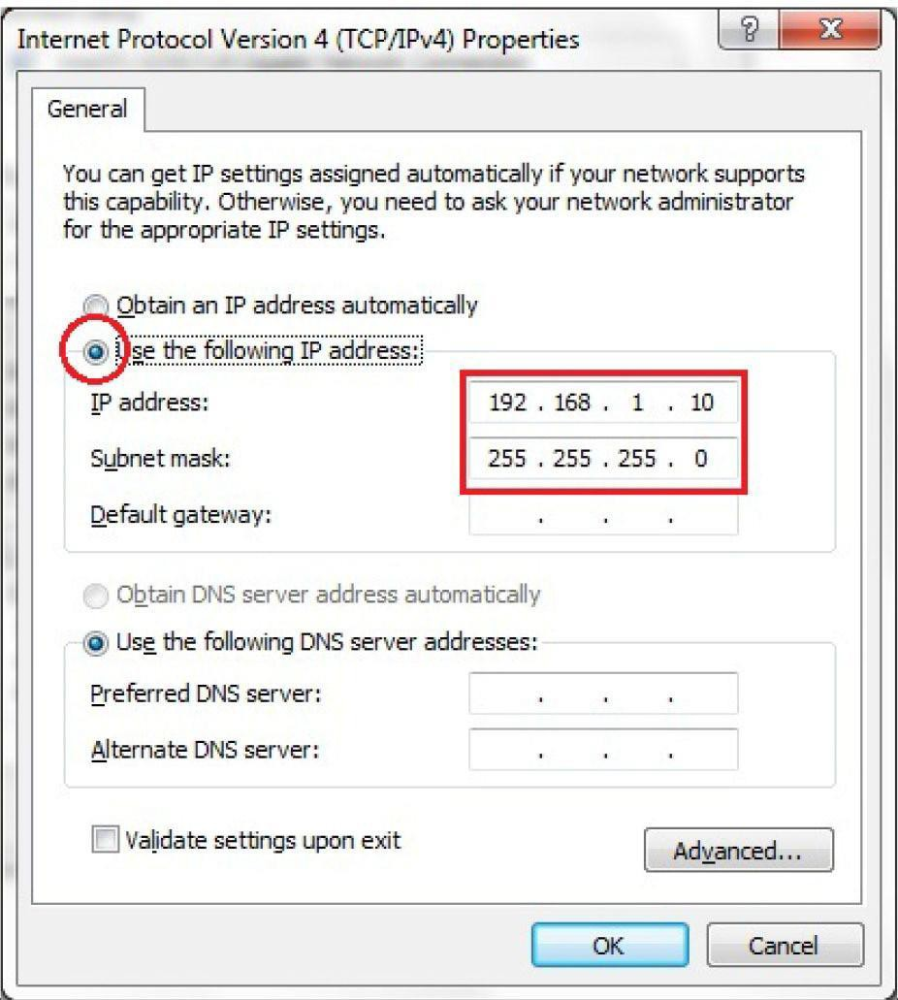 Internet Protocol Version 4 (TCP/IPv4) Properties
?
X
General
You can get IP settings assigned automatically if your network supports
this capability. Otherwise, you need to ask your network administrator
for the appropriate IP settings.
Obtain an IP address automatically
Use the following IP address:
IP address: 192 . 168 . 1 . 10
Subnet mask: 255 . 255 . 255 . 0
Default gateway: . . .
Obtain DNS server address automatically
Use the following DNS server addresses:
Preferred DNS server: . . .
Alternate DNS server: . . .
Validate settings upon exit
Advanced...
OK Cancel